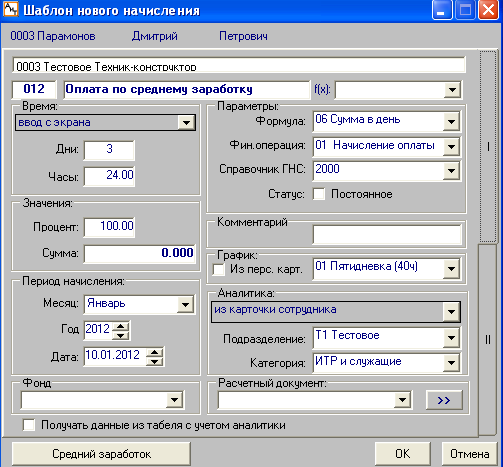 Шаблон нового начисления
0003 Парамонов Дмитрий Петрович
0003 Тестовое Техник-конструктор
012 Оплата по среднему заработку f(x):
Время:
ввод с экрана
Дни: 3
Часы: 24.00
Параметры:
Формула: 06 Сумма в день
Фин.операция: 01 Начисление оплаты
Справочник ГНС: 2000
Статус: Постоянное
Значения:
Процент: 100.00
Сумма: 0.000
Комментарий
График:
Из перс. карт. 01 Пятидневка (40ч)
Период начисления:
Месяц: Январь
Год 2012
Дата: 10.01.2012
Аналитика:
из карточки сотрудника
Подразделение: Т1 Тестовое
Категория: ИТР и служащие
Фонд
Расчетный документ:
>>
Получать данные из табеля с учетом аналитики
I
II
Средний заработок OK Отмена